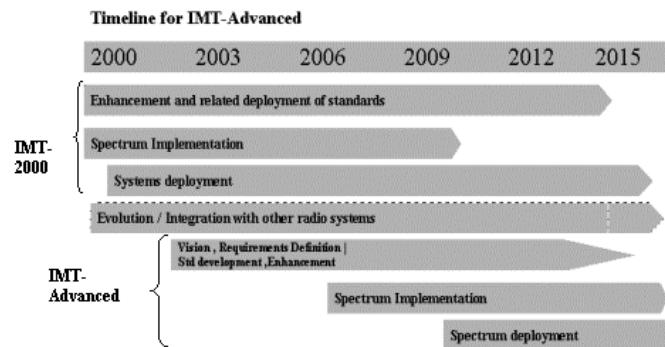 Timeline for IMT-Advanced
2000 2003 2006 2009 2012 2015
Enhancement and related deployment of standards
IMT-
2000
Spectrum Implementation
Systems deployment
Evolution / Integration with other radio systems
IMT-
Advanced
Vision , Requirements Definition |
Std development ,Enhancement
Spectrum Implementation
Spectrum deployment